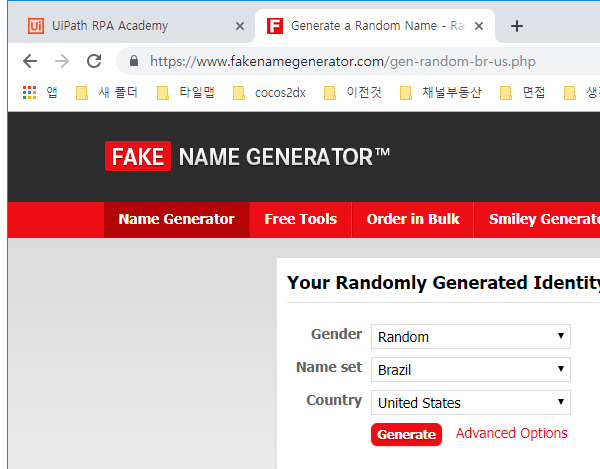 UiPath RPA Academy
Generate a Random Name - Ra
https://www.fakenamegenerator.com/gen-random-br-us.php
앱 새 폴더 타일맵 cocos2dx 이전것 채널부동산 면접
FAKE NAME GENERATOR™
Name Generator Free Tools Order in Bulk Smiley Generat
Your Randomly Generated Identity
Gender Random
Name set Brazil
Country United States
Generate Advanced Options